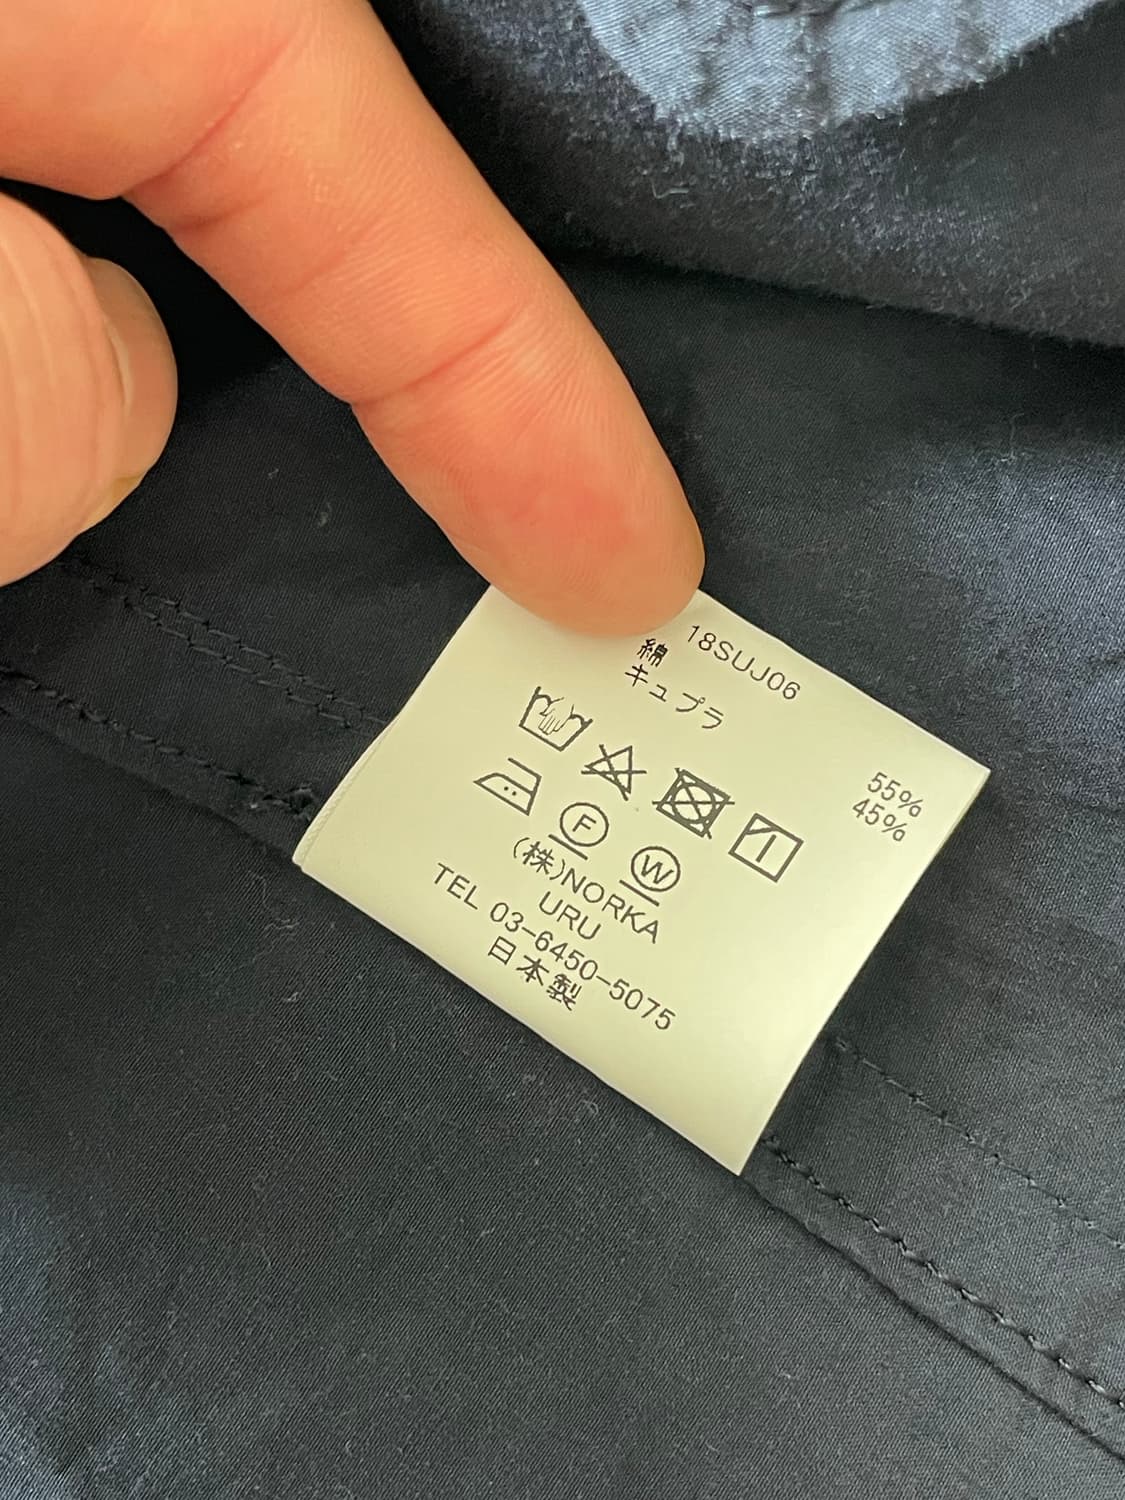 18SUJ06
綿 55%
キュプラ 45%
F
W
(株)NORKA
URU
TEL 03-6450-5075
日本製